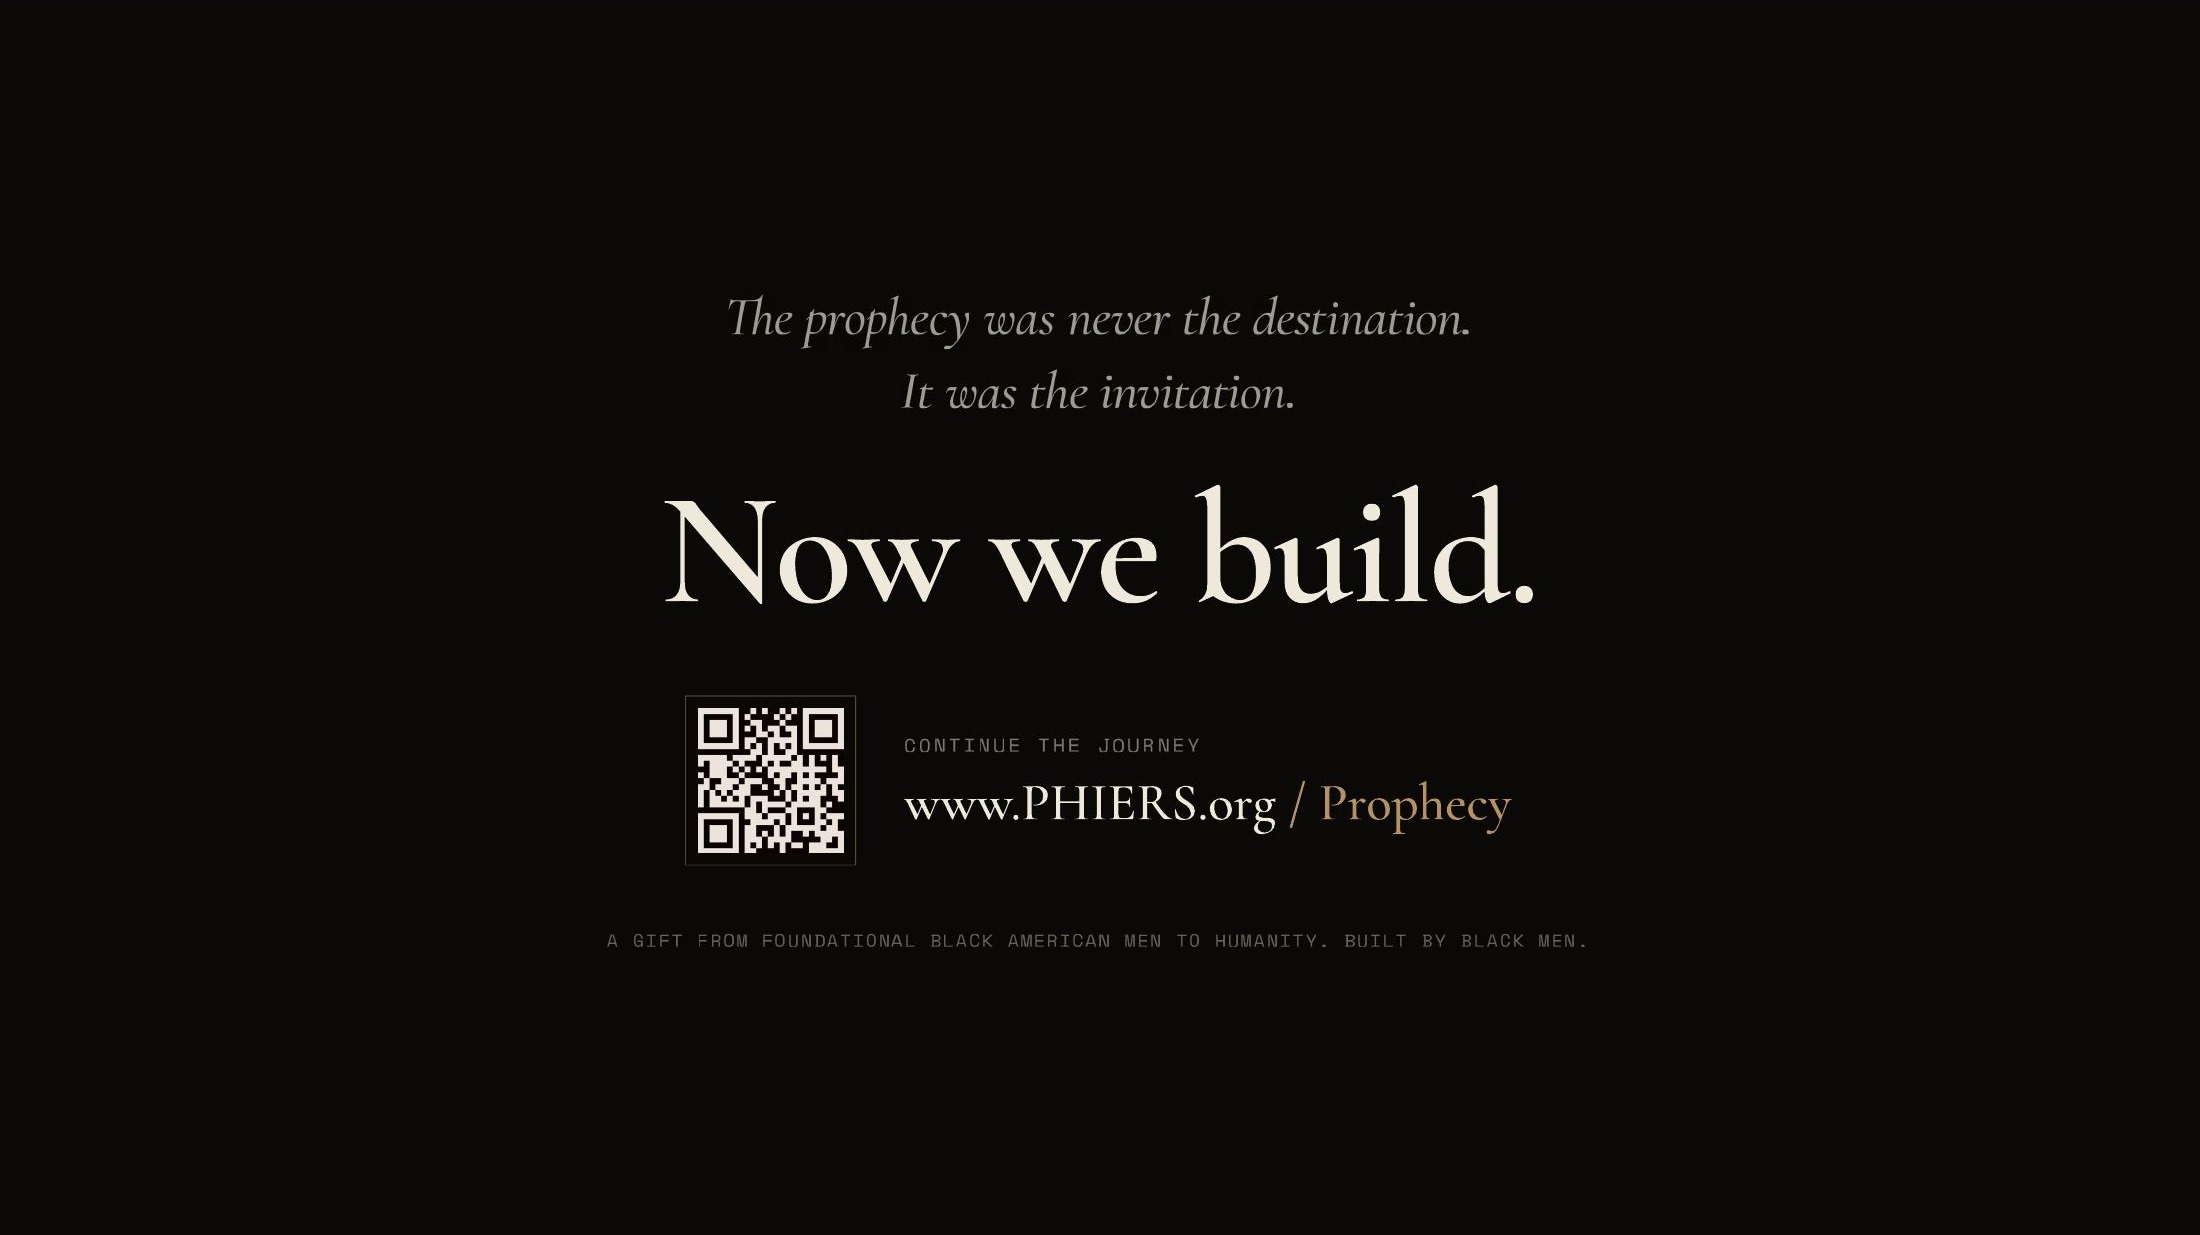 The prophecy was never the destination.
It was the invitation.
Now we build.
CONTINUE THE JOURNEY
www.PHIERS.org / Prophecy
A GIFT FROM FOUNDATIONAL BLACK AMERICAN MEN TO HUMANITY. BUILT BY BLACK MEN.